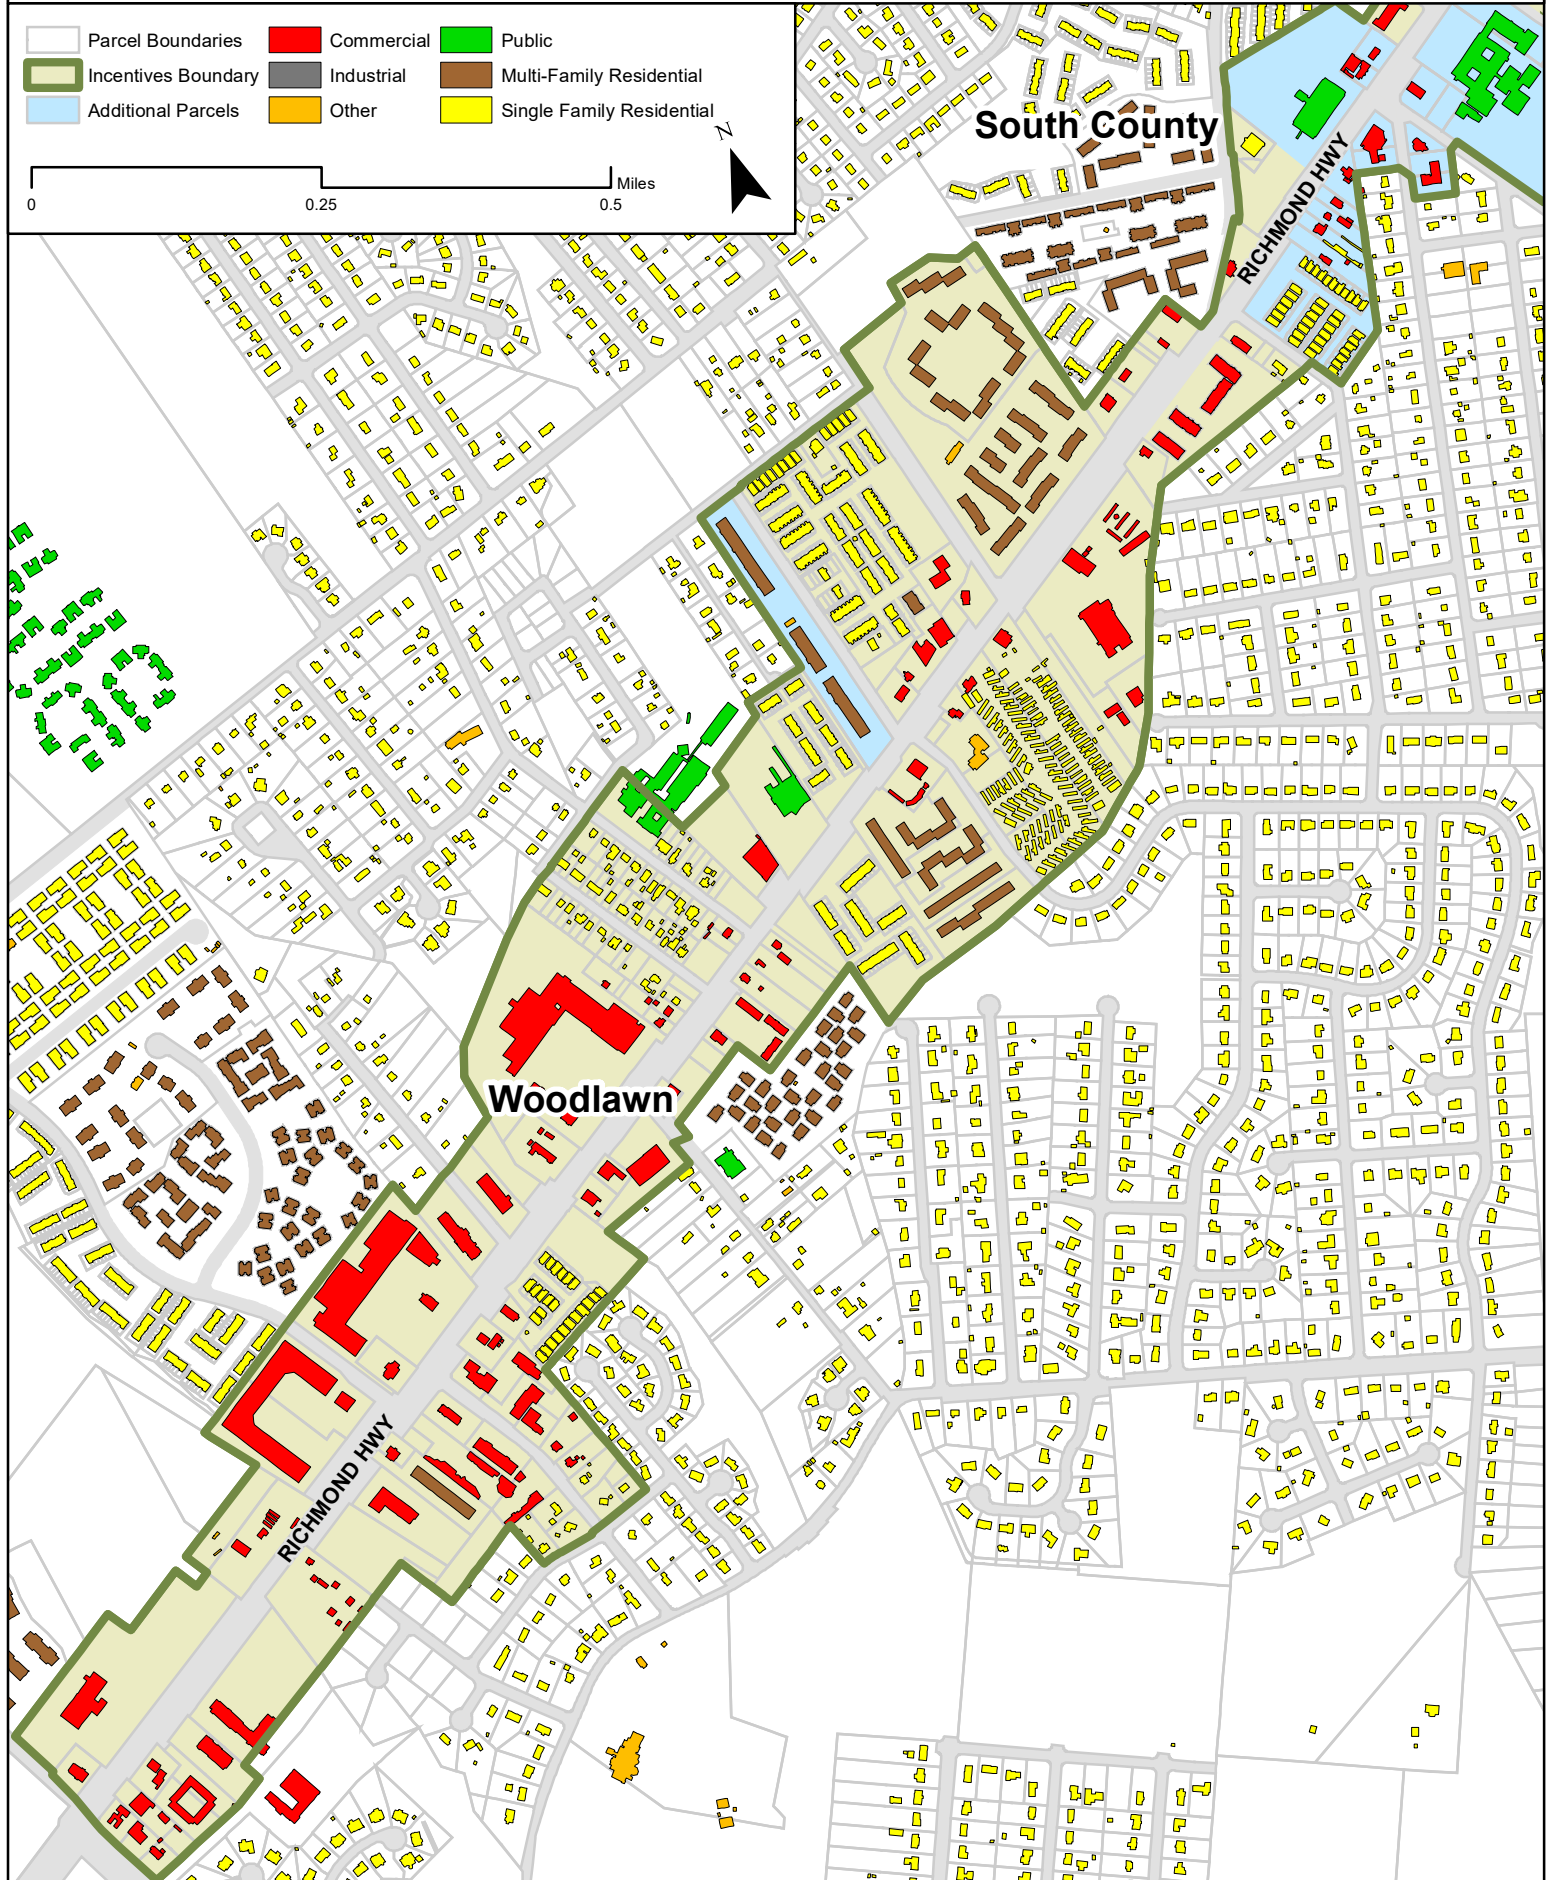 Parcel Boundaries
Commercial
Public
Incentives Boundary
Industrial
Multi-Family Residential
Additional Parcels
Other
Single Family Residential
N
Miles
0
0.25
0.5
South County
RICHMOND HWY
Woodlawn
RICHMOND HWY